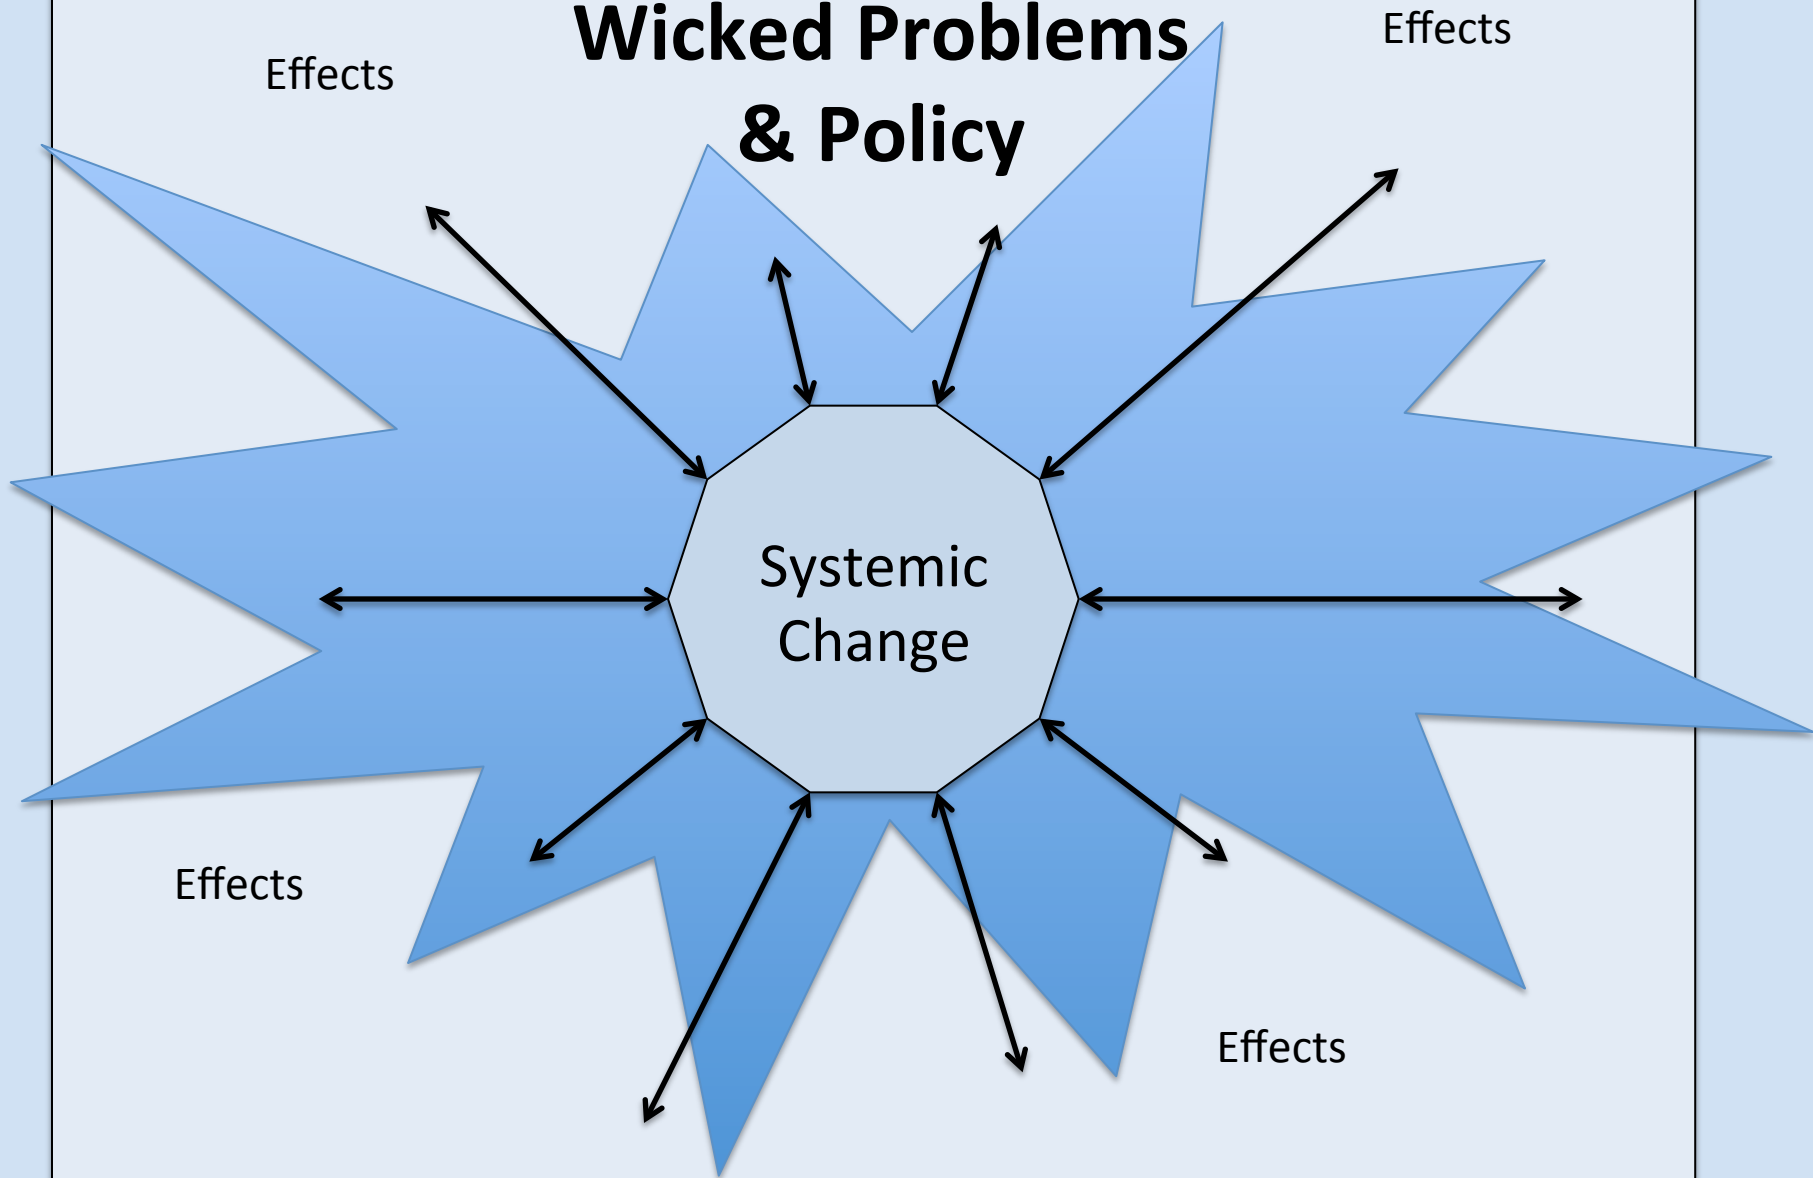 Wicked Problems
& Policy
Effects
Effects
Systemic
Change
Effects
Effects